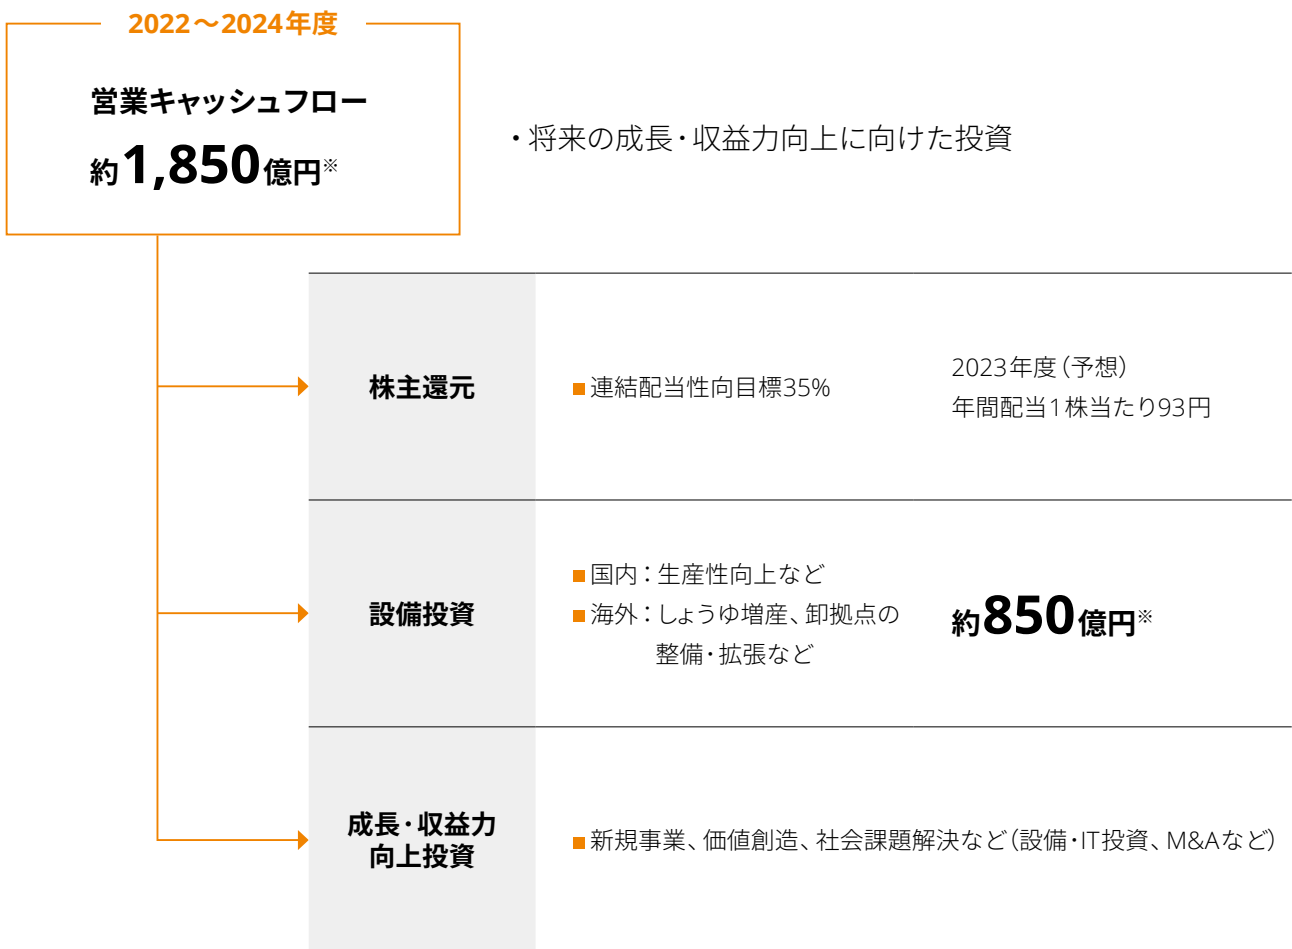 2022〜2024年度
営業キャッシュフロー
約1,850億円※
・将来の成長・収益力向上に向けた投資
株主還元
■連結配当性向目標35%
2023年度（予想）
年間配当1株当たり93円
設備投資
■国内：生産性向上など
■海外：しょうゆ増産、卸拠点の
整備・拡張など
約850億円※
成長・収益力
向上投資
■新規事業、価値創造、社会課題解決など（設備・IT投資、M&Aなど）